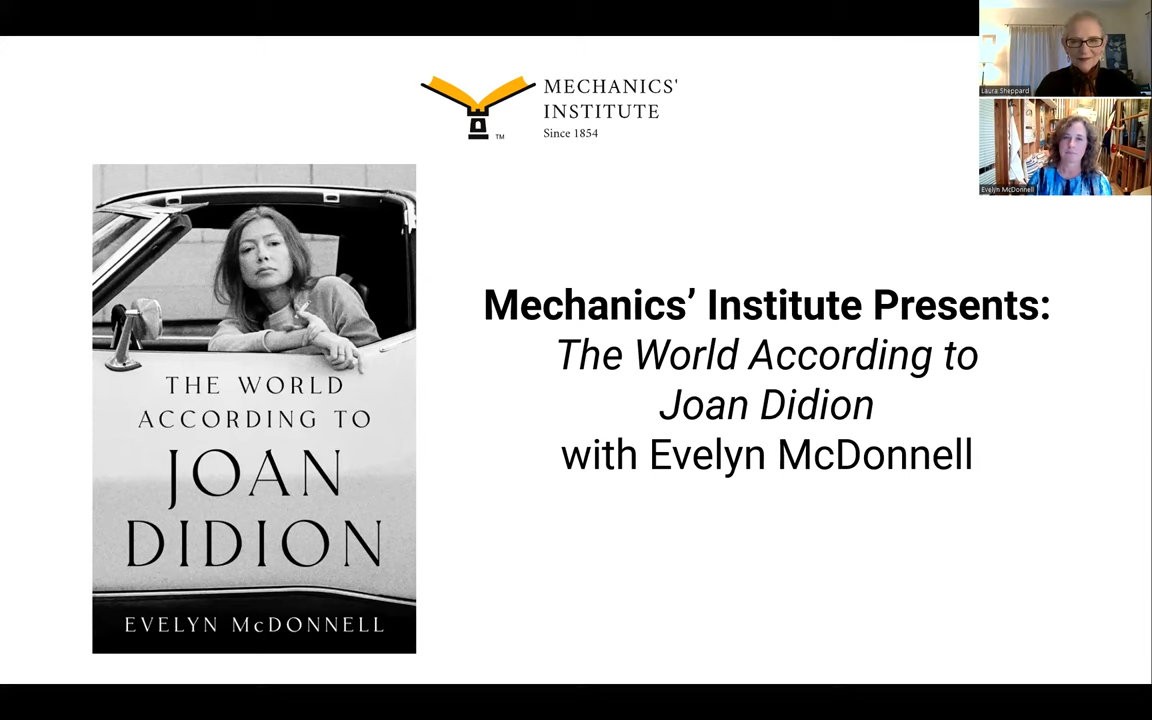 MECHANICS'
INSTITUTE
Since 1854
TM
Laura Sheppard
Evelyn McDonnell
THE WORLD
ACCORDING TO
JOAN
DIDION
EVELYN McDONNELL
Mechanics’ Institute Presents:
The World According to
Joan Didion
with Evelyn McDonnell